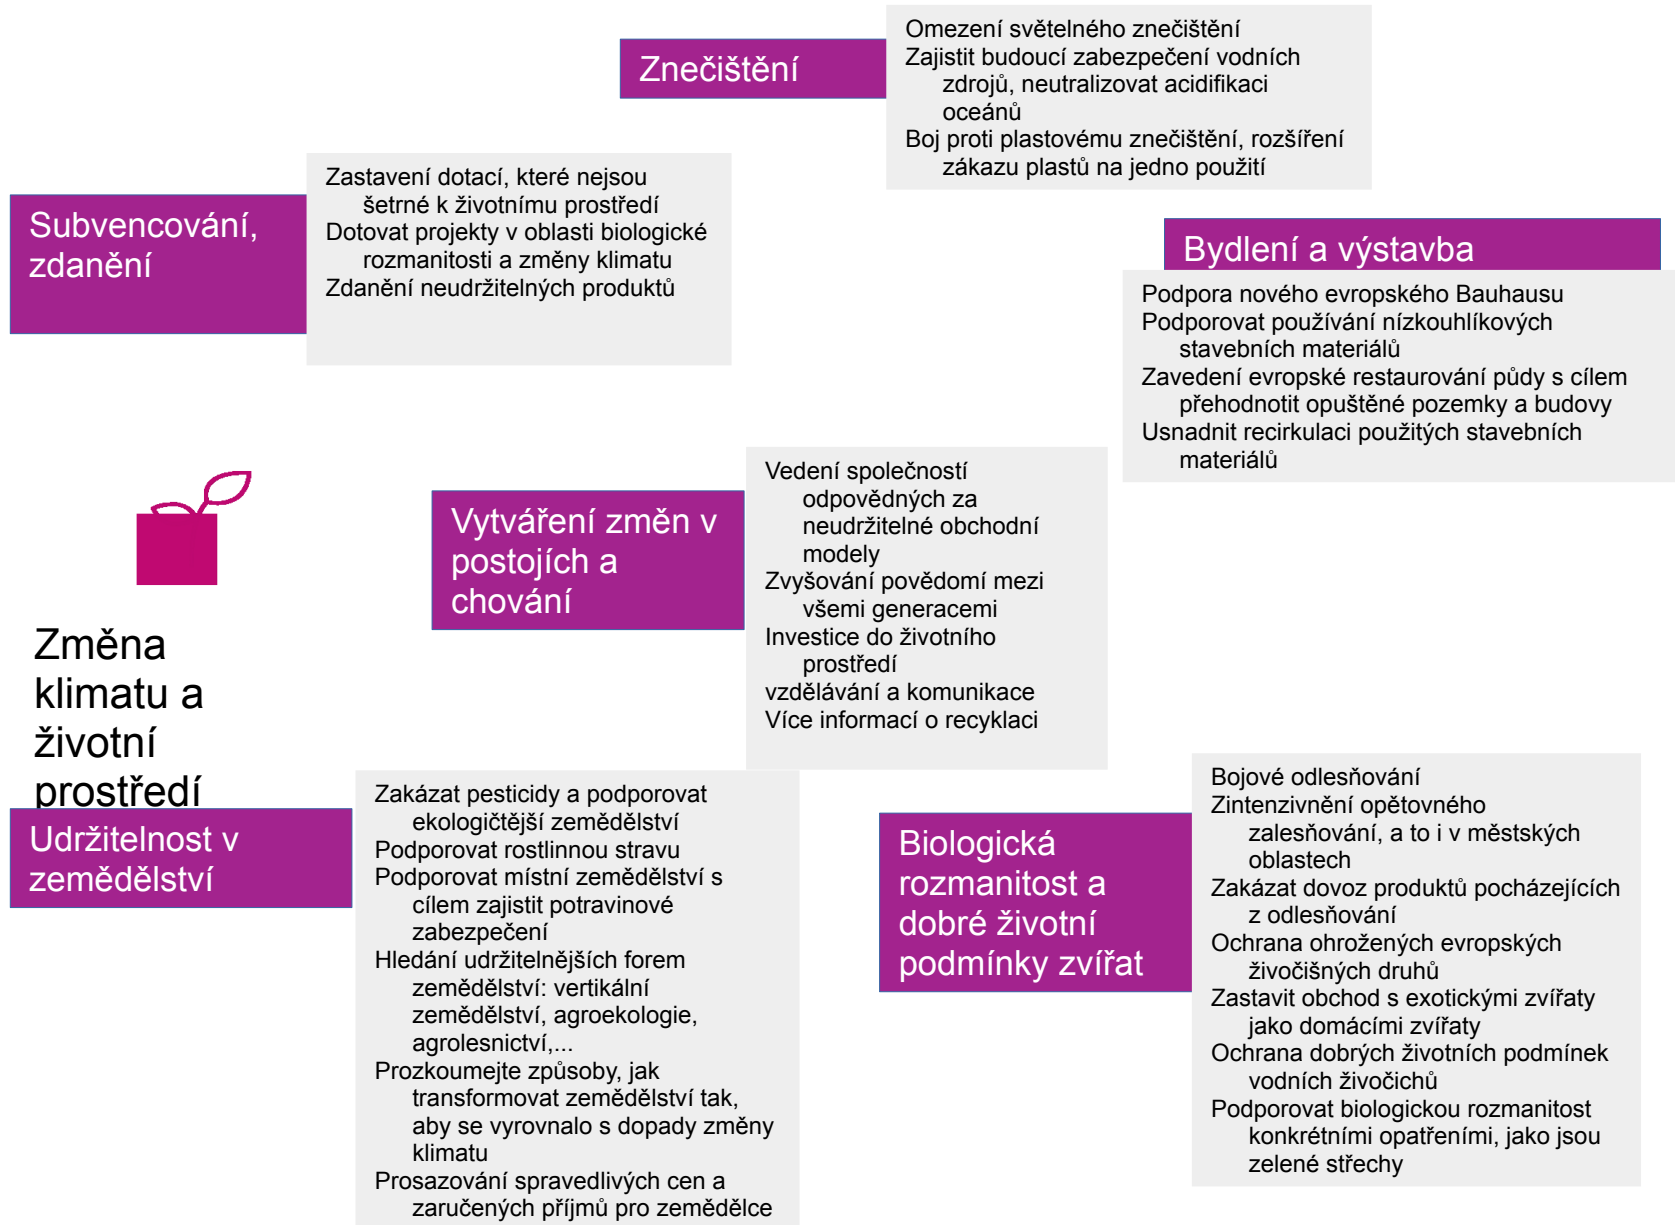 Znečištění
Omezení světelného znečištění
Zajistit budoucí zabezpečení vodních
zdrojů, neutralizovat acidifikaci
oceánů
Boj proti plastovému znečištění, rozšíření
zákazu plastů na jedno použití
Subvencování,
zdanění
Zastavení dotací, které nejsou
šetrné k životnímu prostředí
Dotovat projekty v oblasti biologické
rozmanitosti a změny klimatu
Zdanění neudržitelných produktů
Bydlení a výstavba
Podpora nového evropského Bauhausu
Podporovat používání nízkouhlíkových
stavebních materiálů
Zavedení evropské restaurování půdy s cílem
přehodnotit opuštěné pozemky a budovy
Usnadnit recirkulaci použitých stavebních
materiálů
Vytváření změn v
postojích a
chování
Vedení společností
odpovědných za
neudržitelné obchodní
modely
Zvyšování povědomí mezi
všemi generacemi
Investice do životního
prostředí
vzdělávání a komunikace
Více informací o recyklaci
Změna
klimatu a
životní
prostředí
Udržitelnost v
zemědělství
Zakázat pesticidy a podporovat
ekologičtější zemědělství
Podporovat rostlinnou stravu
Podporovat místní zemědělství s
cílem zajistit potravinové
zabezpečení
Hledání udržitelnějších forem
zemědělství: vertikální
zemědělství, agroekologie,
agrolesnictví,...
Prozkoumejte způsoby, jak
transformovat zemědělství tak,
aby se vyrovnalo s dopady změny
klimatu
Prosazování spravedlivých cen a
zaručených příjmů pro zemědělce
Biologická
rozmanitost a
dobré životní
podmínky zvířat
Bojové odlesňování
Zintenzivnění opětovného
zalesňování, a to i v městských
oblastech
Zakázat dovoz produktů pocházejících
z odlesňování
Ochrana ohrožených evropských
živočišných druhů
Zastavit obchod s exotickými zvířaty
jako domácími zvířaty
Ochrana dobrých životních podmínek
vodních živočichů
Podporovat biologickou rozmanitost
konkrétními opatřeními, jako jsou
zelené střechy